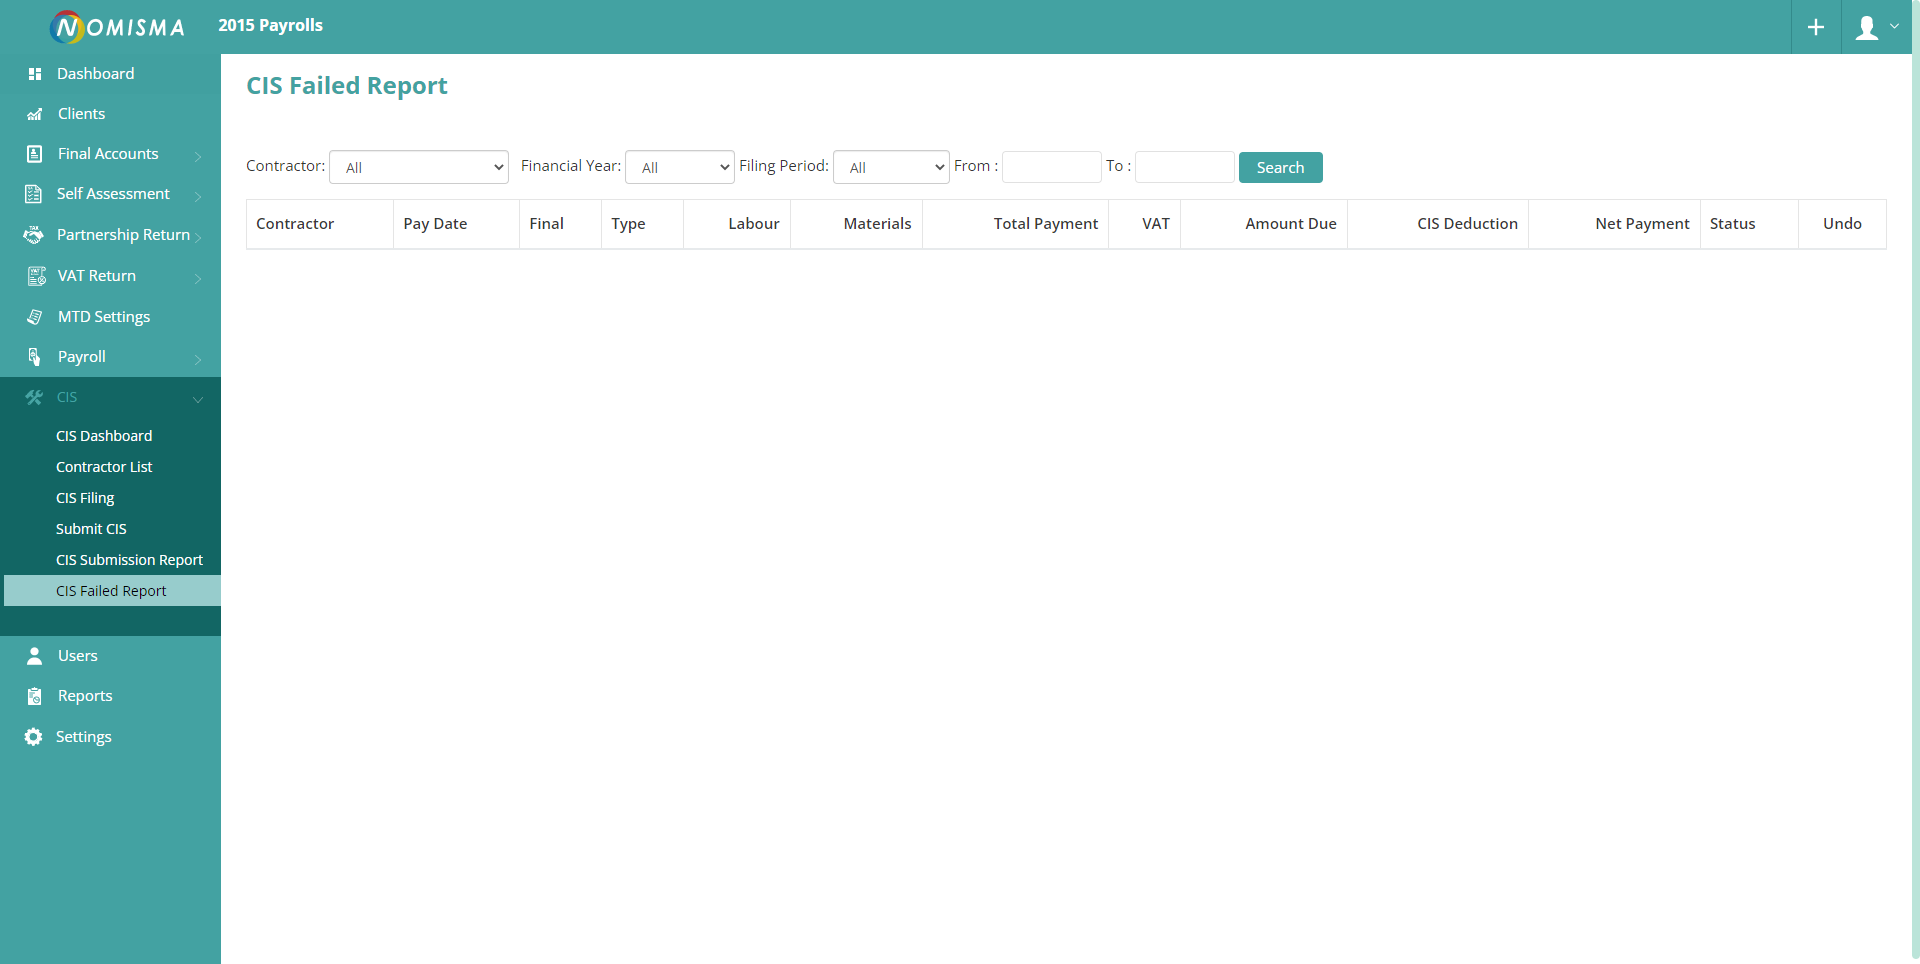 NOMISMA
2015 Payrolls
Dashboard
Clients
Final Accounts
Self Assessment
Partnership Return
VAT Return
MTD Settings
Payroll
CIS
CIS Dashboard
Contractor List
CIS Filing
Submit CIS
CIS Submission Report
CIS Failed Report
Users
Reports
Settings
CIS Failed Report
Contractor: All Financial Year: All Filing Period: All From : To : Search
Contractor Pay Date Final Type Labour Materials Total Payment VAT Amount Due CIS Deduction Net Payment Status Undo